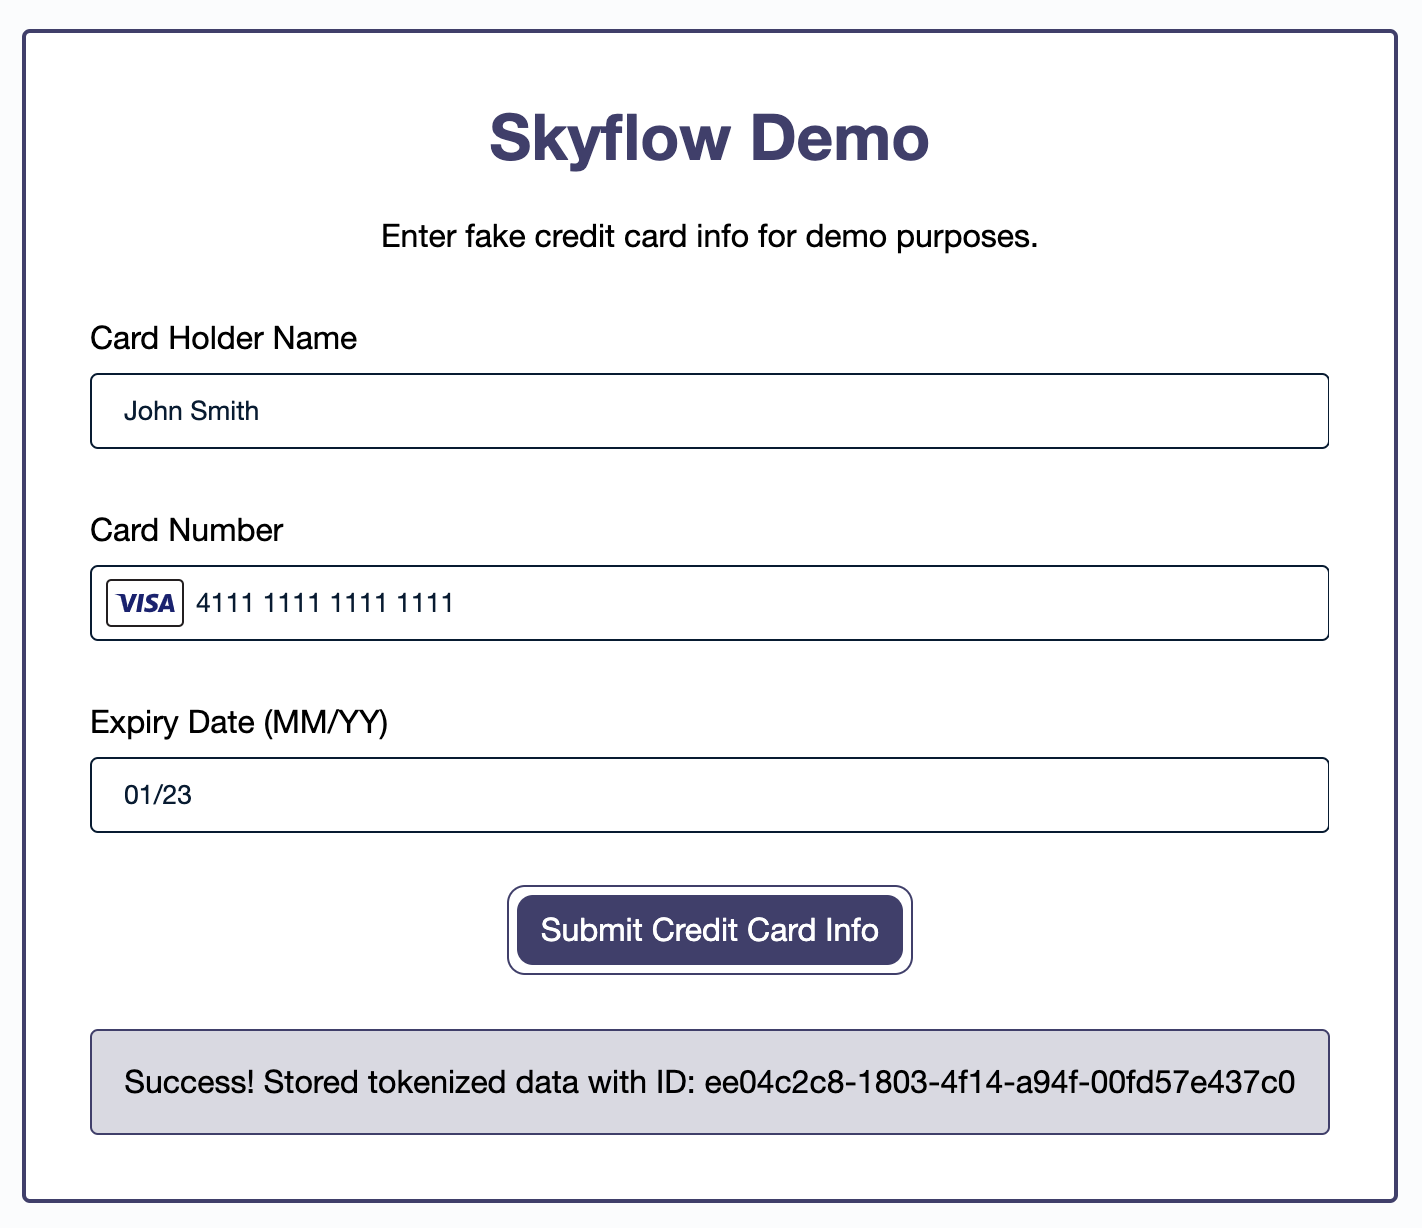 Skyflow Demo
Enter fake credit card info for demo purposes.
Card Holder Name
John Smith
Card Number
VISA 4111 1111 1111 1111
Expiry Date (MM/YY)
01/23
Submit Credit Card Info
Success! Stored tokenized data with ID: ee04c2c8-1803-4f14-a94f-00fd57e437c0